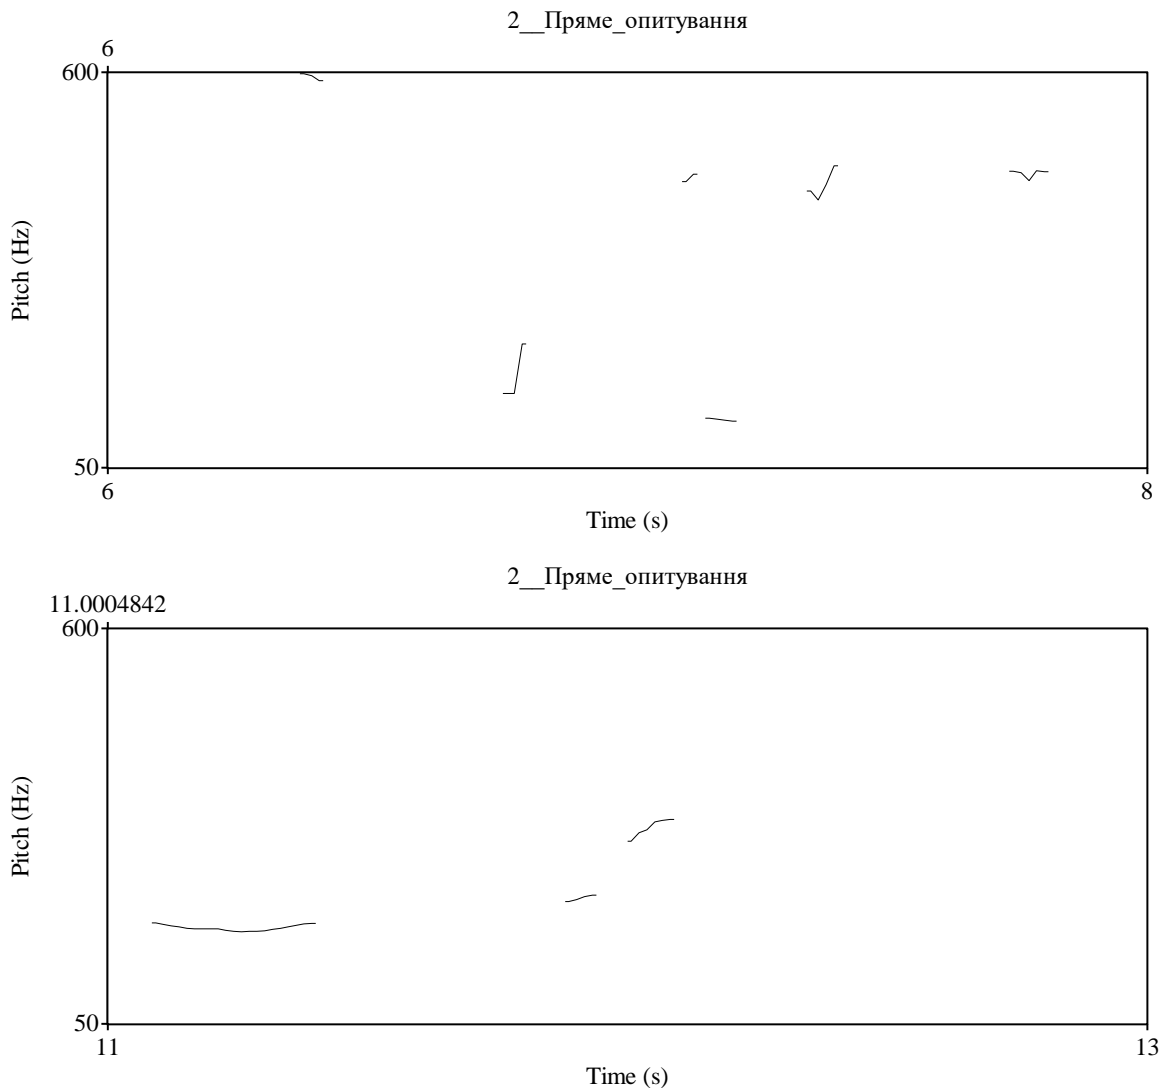 2__Пряме_опитування
6
600
Pitch (Hz)
50
6
8
Time (s)
2__Пряме_опитування
11.0004842
600
Pitch (Hz)
50
11
13
Time (s)